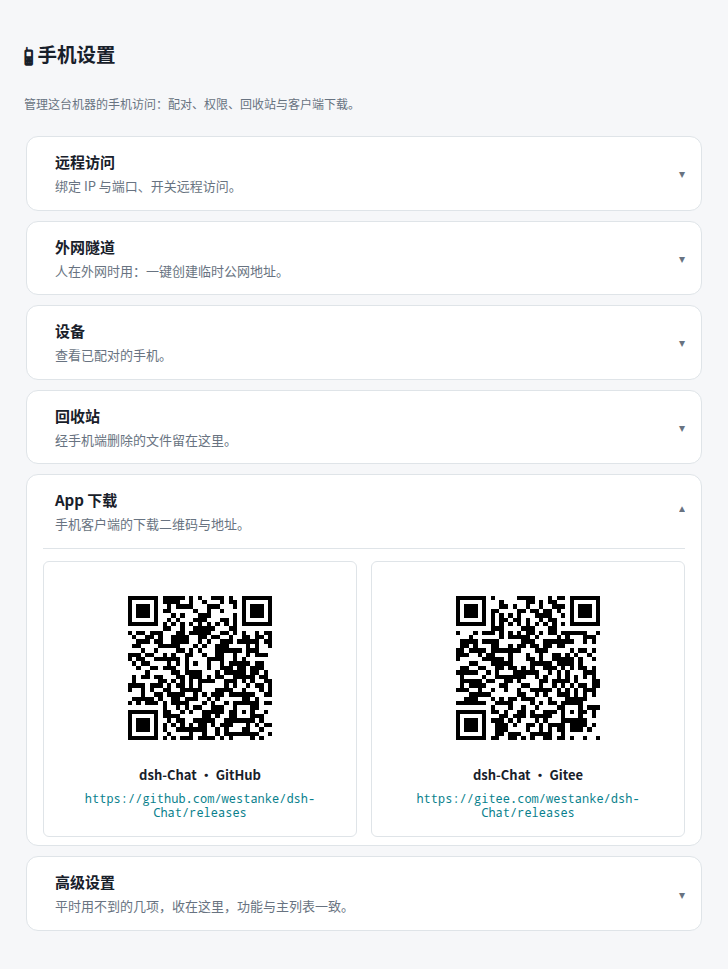 手机设置
管理这台机器的手机访问：配对、权限、回收站与客户端下载。
远程访问
绑定 IP 与端口、开关远程访问。
外网隧道
人在外网时用：一键创建临时公网地址。
设备
查看已配对的手机。
回收站
经手机端删除的文件留在这里。
App 下载
手机客户端的下载二维码与地址。
dsh-Chat · GitHub
https://github.com/westanke/dsh-
Chat/releases
dsh-Chat · Gitee
https://gitee.com/westanke/dsh-
Chat/releases
高级设置
平时用不到的几项，收在这里，功能与主列表一致。